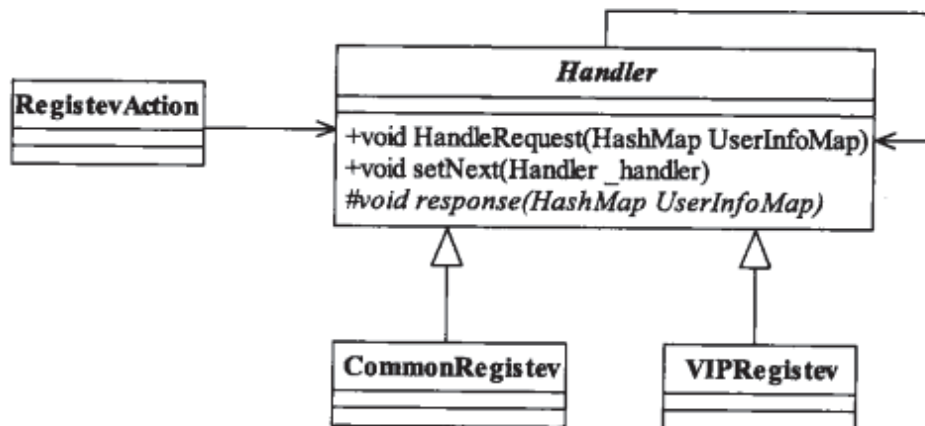 Handler
RegistevAction
+void HandleRequest(HashMap UserInfoMap)
+void setNext(Handler _handler)
#void response(HashMap UserInfoMap)
CommonRegistev
VIPRegistev